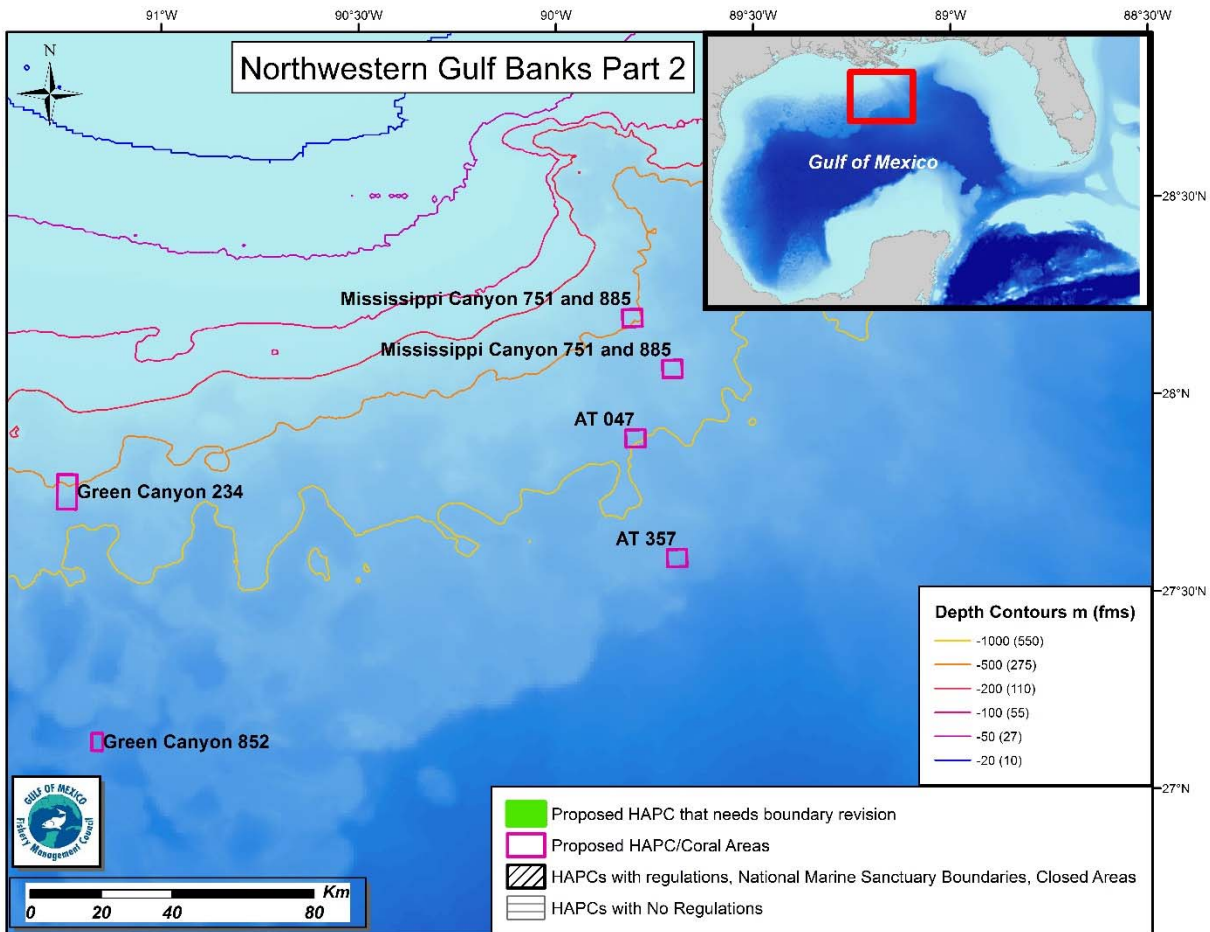 91°W
90°30'W
90°W
89°30'W
89°W
88°30'W
N
Northwestern Gulf Banks Part 2
Gulf of Mexico
28°30'N
Mississippi Canyon 751 and 885
Mississippi Canyon 751 and 885
28°N
AT 047
Green Canyon 234
AT 357
27°30'N
Depth Contours m (fms)
-1000 (550)
-500 (275)
-200 (110)
-100 (55)
-50 (27)
-20 (10)
Green Canyon 852
27°N
GULF OF MEXICO
Fishery Management Council
Km
0 20 40 80
Proposed HAPC that needs boundary revision
Proposed HAPC/Coral Areas
HAPCs with regulations, National Marine Sanctuary Boundaries, Closed Areas
HAPCs with No Regulations